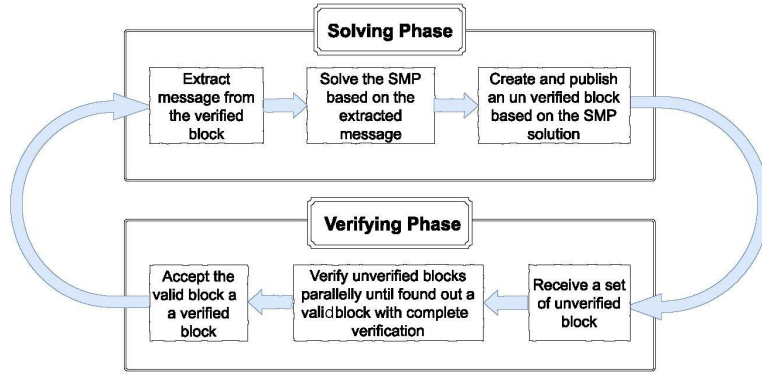 Solving Phase
Extract
message from
the verified
block
Solve the SMP
based on the
extracted
message
Create and publish
an un verified block
based on the SMP
solution
Verifying Phase
Accept the
valid block a
a verified
block
Verify unverified blocks
parallelly until found out a
valid block with complete
verification
Receive a set
of unverified
block